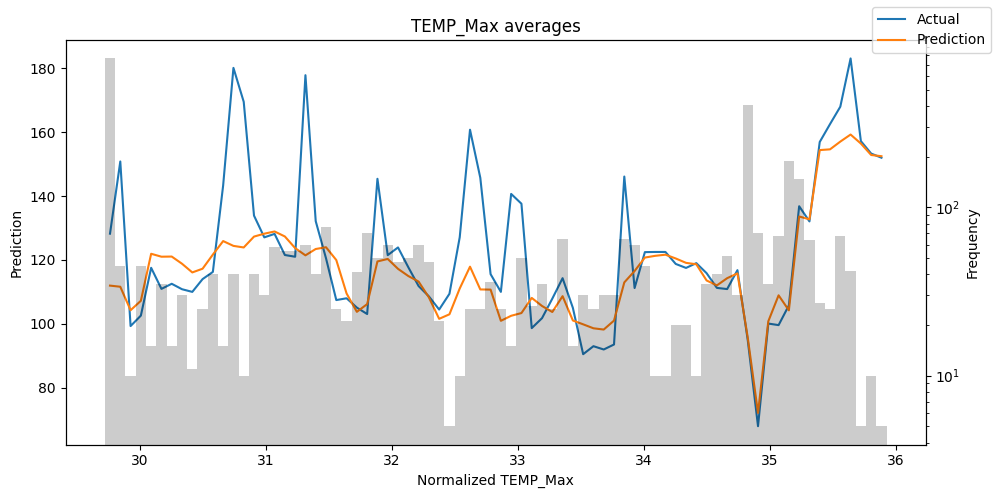 TEMP_Max averages
Actual
Prediction
180
160
140
120
100
80
Prediction
10²
10¹
Frequency
30 31 32 33 34 35 36
Normalized TEMP_Max